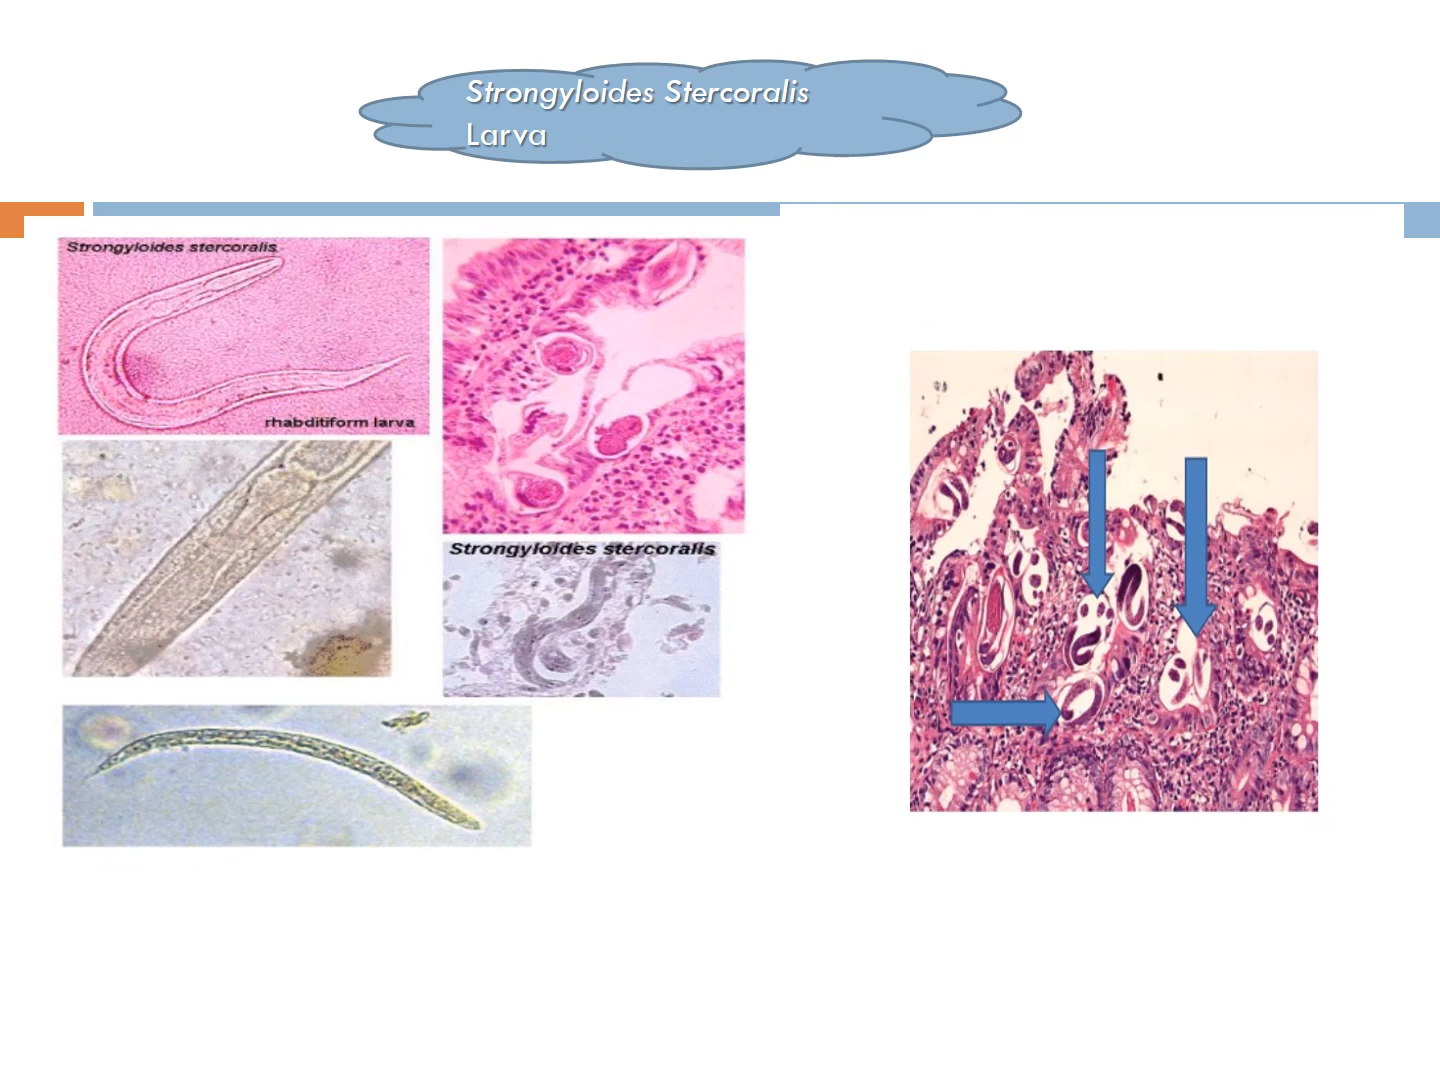 Strongyloides Stercoralis
Larva
Strongyloides stercoralis
rhabditiform larva
Strongyloides stercoralis